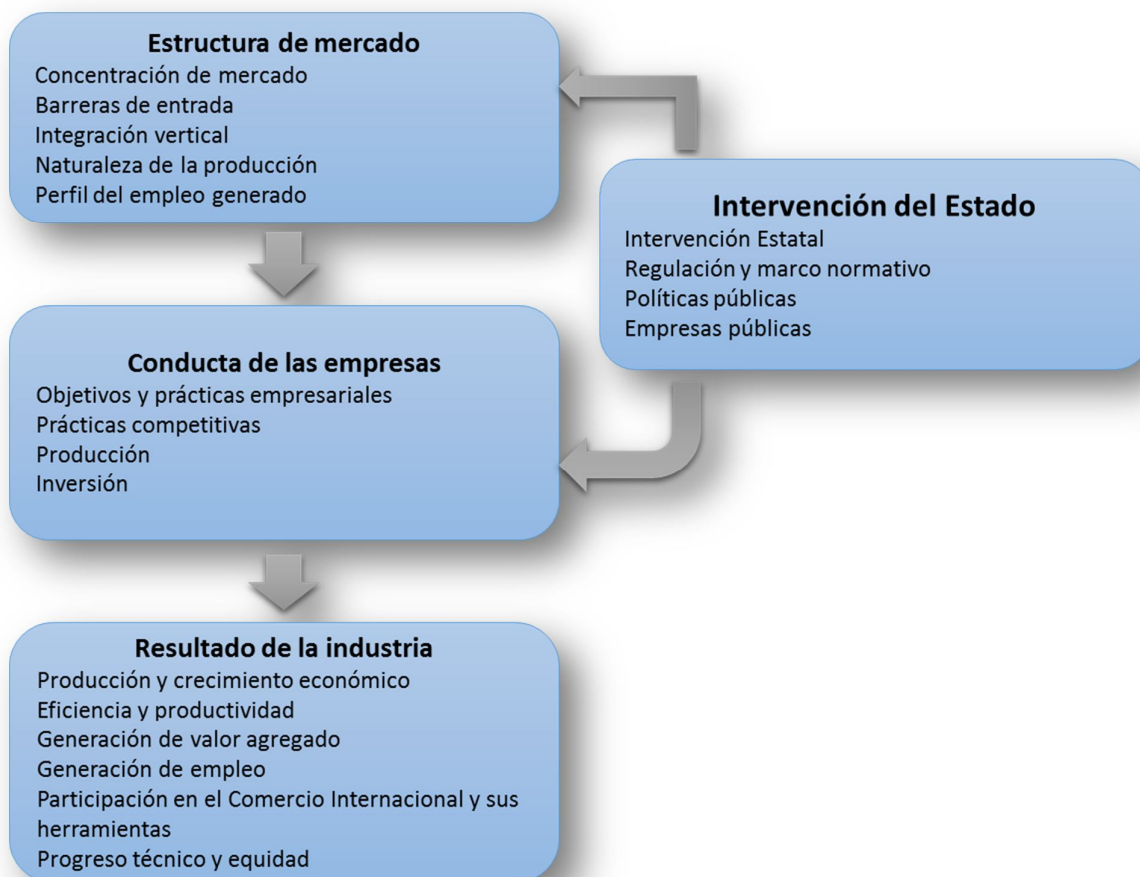 Estructura de mercado
Concentración de mercado
Barreras de entrada
Integración vertical
Naturaleza de la producción
Perfil del empleo generado
Intervención del Estado
Intervención Estatal
Regulación y marco normativo
Políticas públicas
Empresas públicas
Conducta de las empresas
Objetivos y prácticas empresariales
Prácticas competitivas
Producción
Inversión
Resultado de la industria
Producción y crecimiento económico
Eficiencia y productividad
Generación de valor agregado
Generación de empleo
Participación en el Comercio Internacional y sus
herramientas
Progreso técnico y equidad